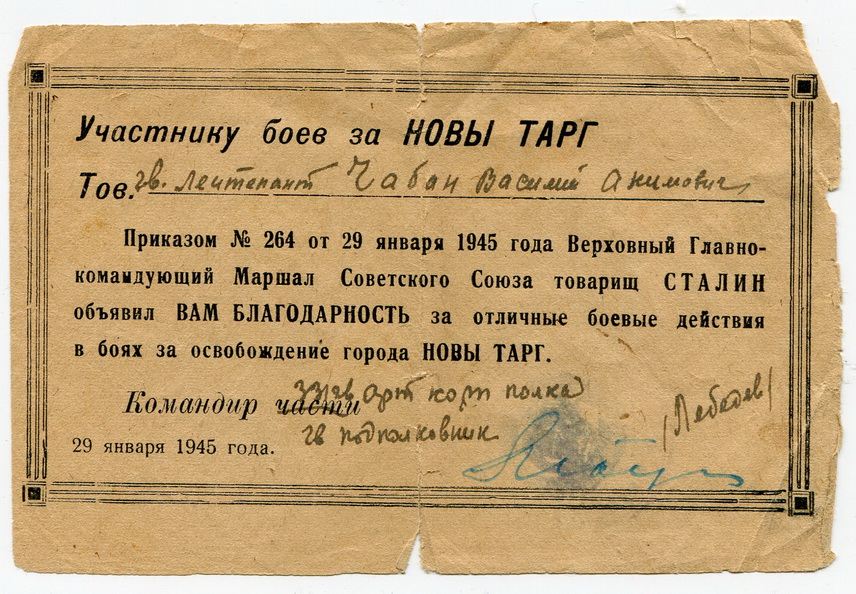 Участнику боев за НОВЫ ТАРГ
Тов. гв. лейтенант Чабан Василий Акимович
Приказом № 264 от 29 января 1945 года Верховный Главно-
командующий Маршал Советского Союза товарищ СТАЛИН
объявил ВАМ БЛАГОДАРНОСТЬ за отличные боевые действия
в боях за освобождение города НОВЫ ТАРГ.
Командир части гв арт полка
гв подполковник /Лебедев/
29 января 1945 года.